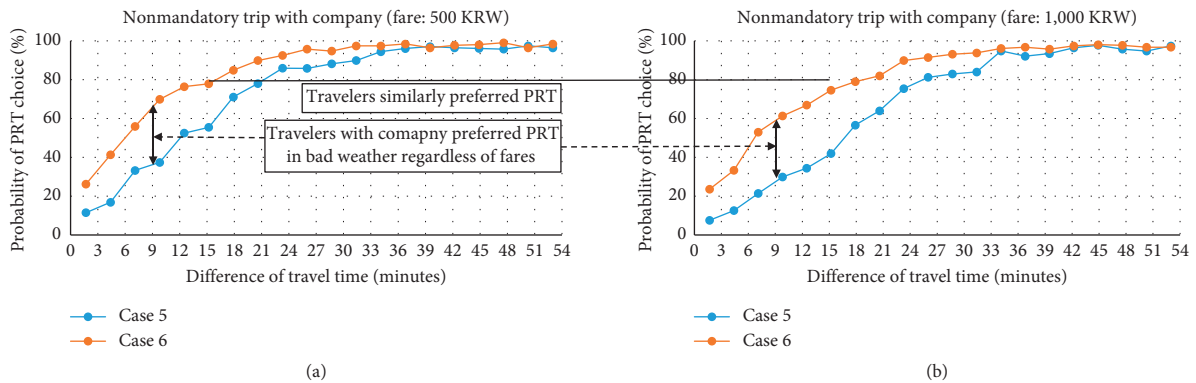 Nonmandatory trip with company (fare: 500 KRW)
Probability of PRT choice (%)
100
80
60
40
20
0
0 3 6 9 12 15 18 21 24 27 30 33 36 39 42 45 48 51 54
Difference of travel time (minutes)
Case 5
Case 6
(a)
Travelers similarly preferred PRT
Travelers with comapny preferred PRT
in bad weather regardless of fares
Nonmandatory trip with company (fare: 1,000 KRW)
Probability of PRT choice (%)
100
80
60
40
20
0
0 3 6 9 12 15 18 21 24 27 30 33 36 39 42 45 48 51 54
Difference of travel time (minutes)
Case 5
Case 6
(b)